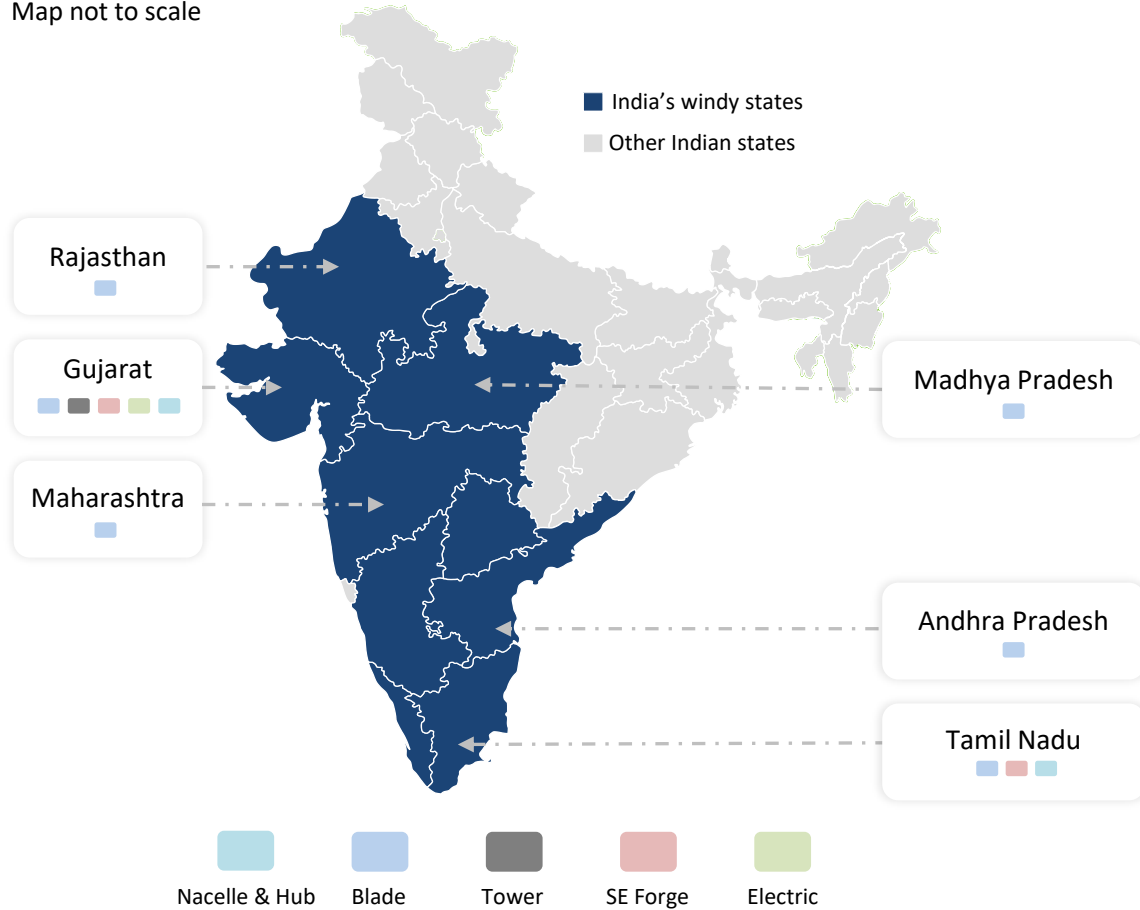 Map not to scale
India’s windy states
Other Indian states
Rajasthan
Gujarat
Maharashtra
Madhya Pradesh
Andhra Pradesh
Tamil Nadu
Nacelle & Hub
Blade
Tower
SE Forge
Electric